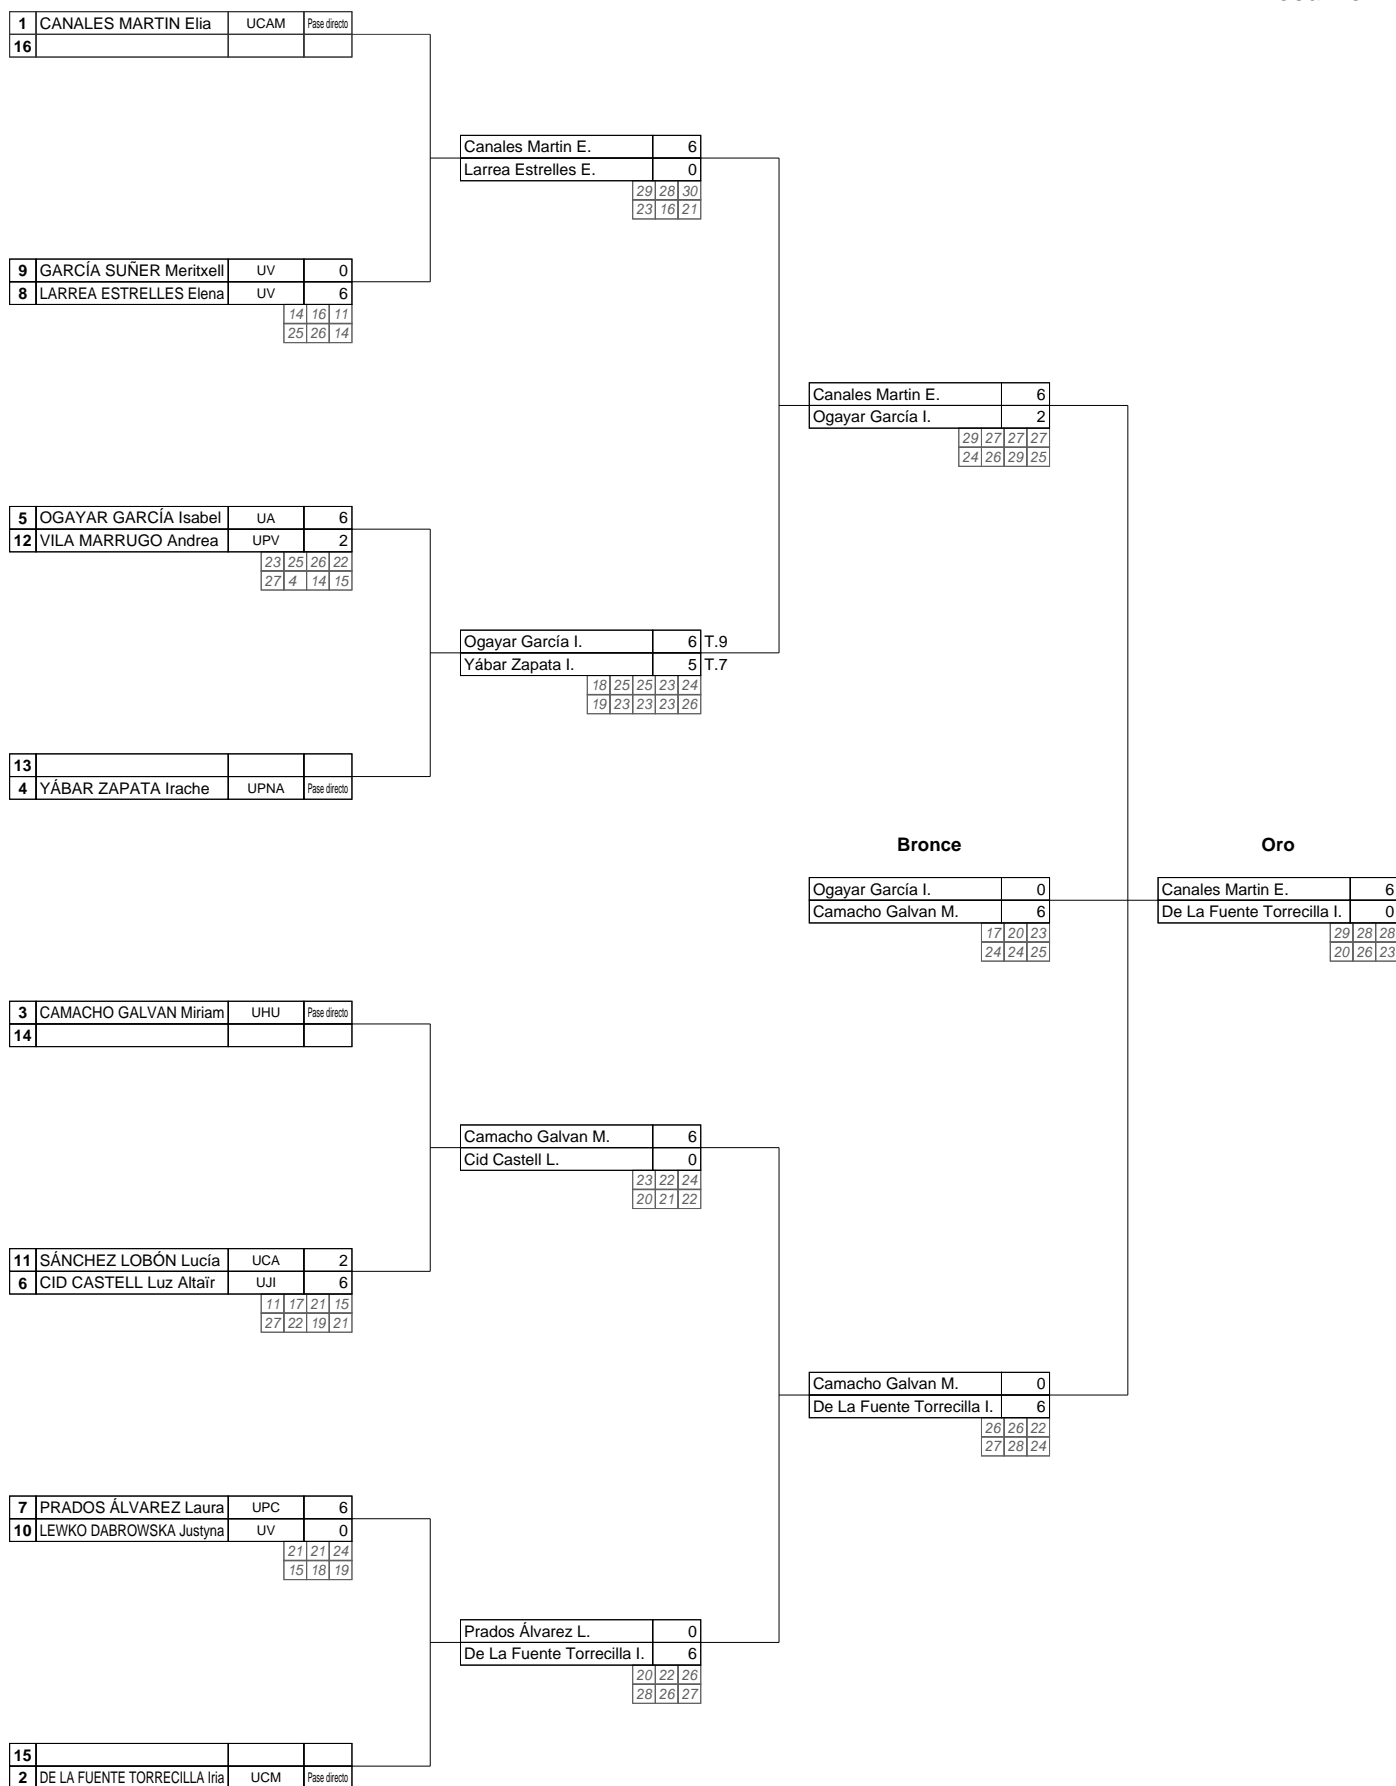 1 CANALES MARTIN Elia UCAM Pase directo
16
Canales Martin E. 6
Larrea Estrelles E. 0
29 28 30
23 16 21
9 GARCÍA SUÑER Meritxell UV 0
8 LARREA ESTRELLES Elena UV 6
14 16 11
25 26 14
Canales Martin E. 6
Ogayar García I. 2
29 27 27 27
24 26 29 25
5 OGAYAR GARCÍA Isabel UA 6
12 VILA MARRUGO Andrea UPV 2
23 25 26 22
27 4 14 15
Ogayar García I. 6 T.9
Yábar Zapata I. 5 T.7
18 25 25 23 24
19 23 23 23 26
13
4 YÁBAR ZAPATA Irache UPNA Pase directo
Bronce Oro
Ogayar García I. 0 Canales Martin E. 6
Camacho Galvan M. 6 De La Fuente Torrecilla I. 0
17 20 23 29 28 28
24 24 25 20 26 23
3 CAMACHO GALVAN Miriam UHU Pase directo
14
Camacho Galvan M. 6
Cid Castell L. 0
23 22 24
20 21 22
11 SÁNCHEZ LOBÓN Lucía UCA 2
6 CID CASTELL Luz Altaïr UJI 6
11 17 21 15
27 22 19 21
Camacho Galvan M. 0
De La Fuente Torrecilla I. 6
26 26 22
27 28 24
7 PRADOS ÁLVAREZ Laura UPC 6
10 LEWKO DABROWSKA Justyna UV 0
21 21 24
15 18 19
Prados Álvarez L. 0
De La Fuente Torrecilla I. 6
20 22 26
28 26 27
15
2 DE LA FUENTE TORRECILLA Iria UCM Pase directo